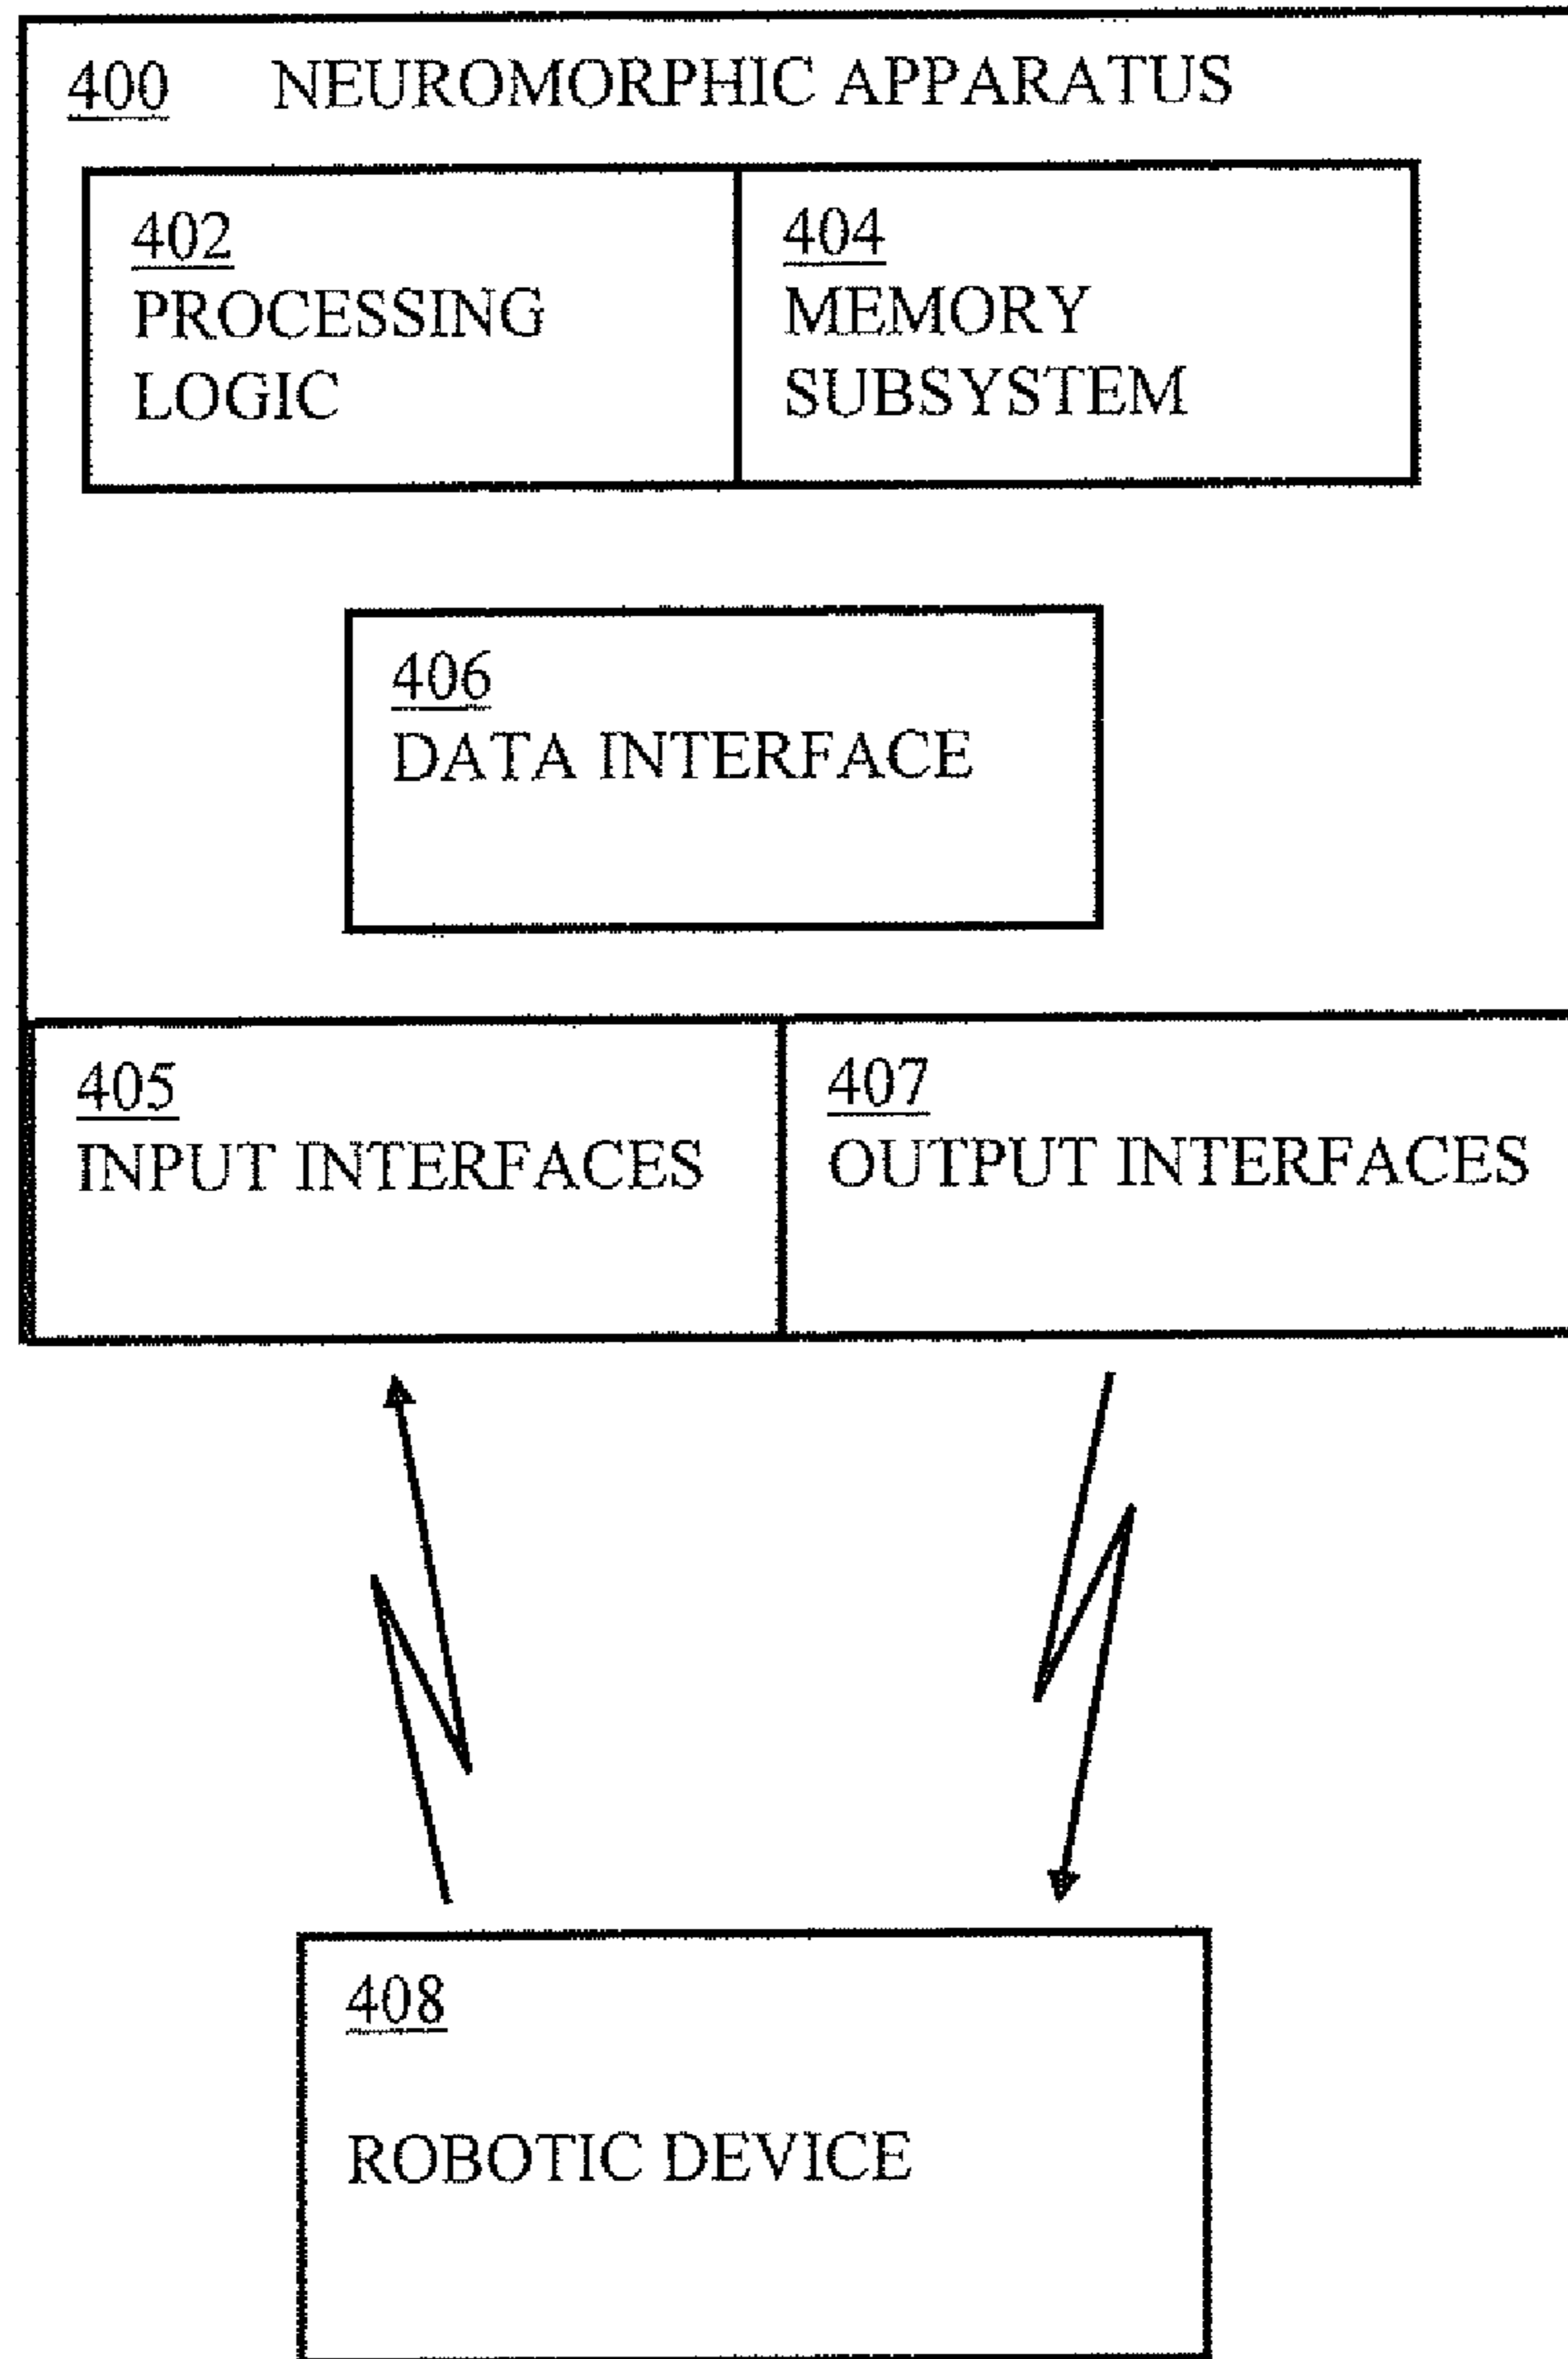 400 NEUROMORPHIC APPARATUS
402
PROCESSING
LOGIC
404
MEMORY
SUBSYSTEM
406
DATA INTERFACE
405
INPUT INTERFACES
407
OUTPUT INTERFACES
408
ROBOTIC DEVICE